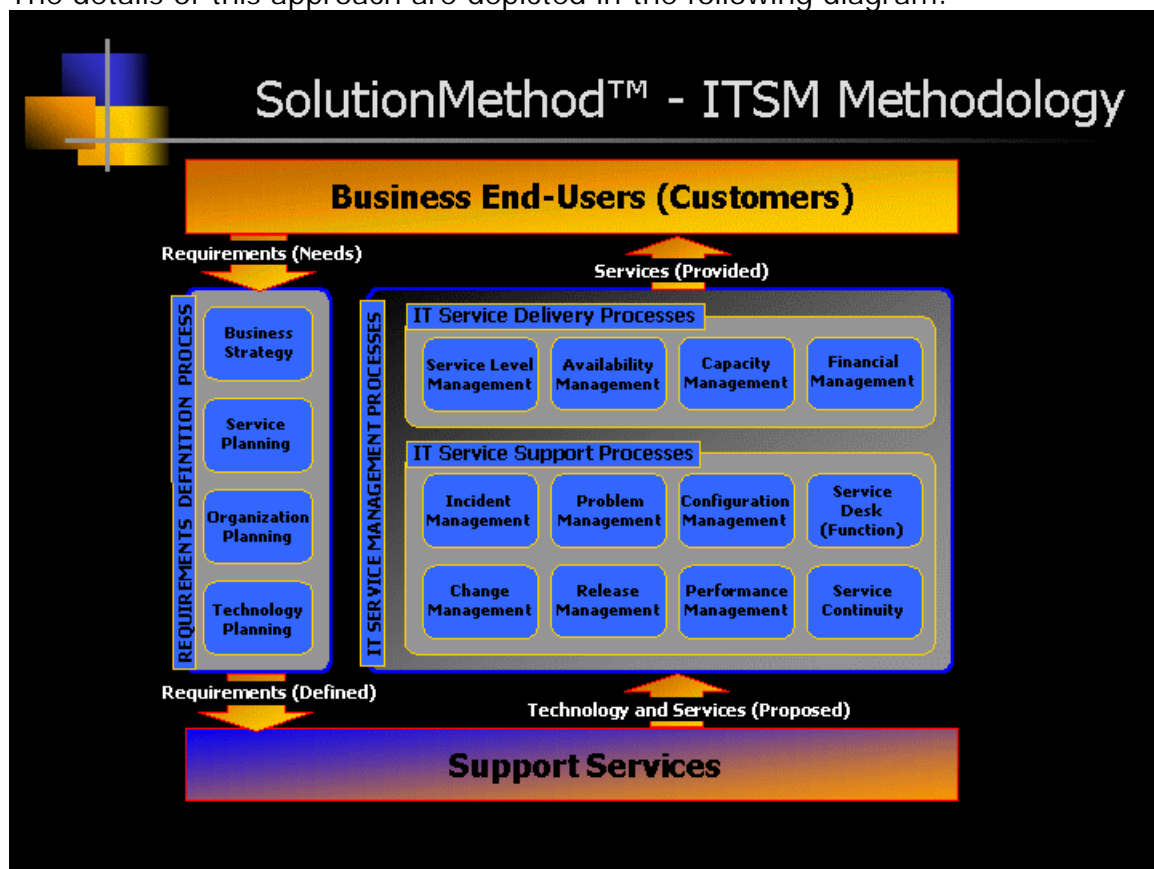 The details of this approach are depicted in the following diagram.
SolutionMethod™ - ITSM Methodology
Business End-Users (Customers)
Requirements (Needs)
Services (Provided)
REQUIREMENTS DEFINITION PROCESS
Business
Strategy
Service
Planning
Organization
Planning
Technology
Planning
IT SERVICE MANAGEMENT PROCESSES
IT Service Delivery Processes
Service Level
Management
Availability
Management
Capacity
Management
Financial
Management
IT Service Support Processes
Incident
Management
Problem
Management
Configuration
Management
Service
Desk
(Function)
Change
Management
Release
Management
Performance
Management
Service
Continuity
Requirements (Defined)
Technology and Services (Proposed)
Support Services